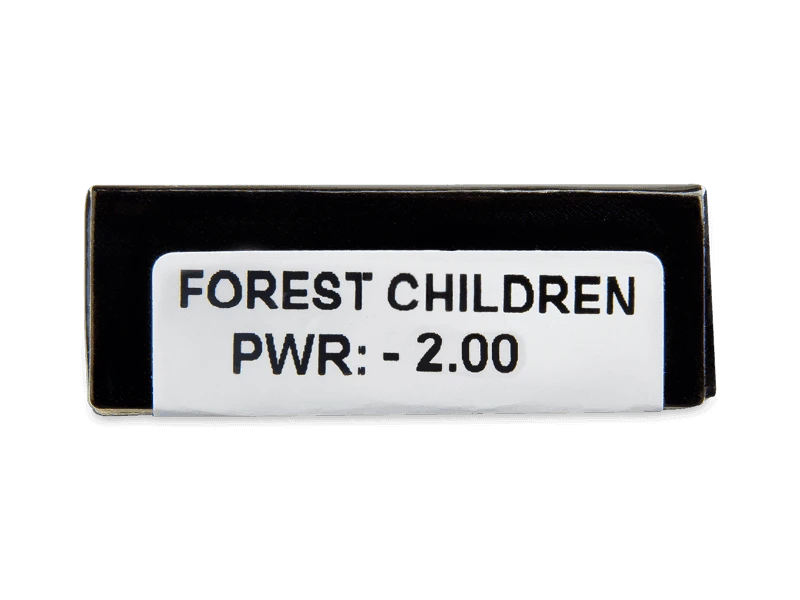 FOREST CHILDREN
PWR: - 2.00